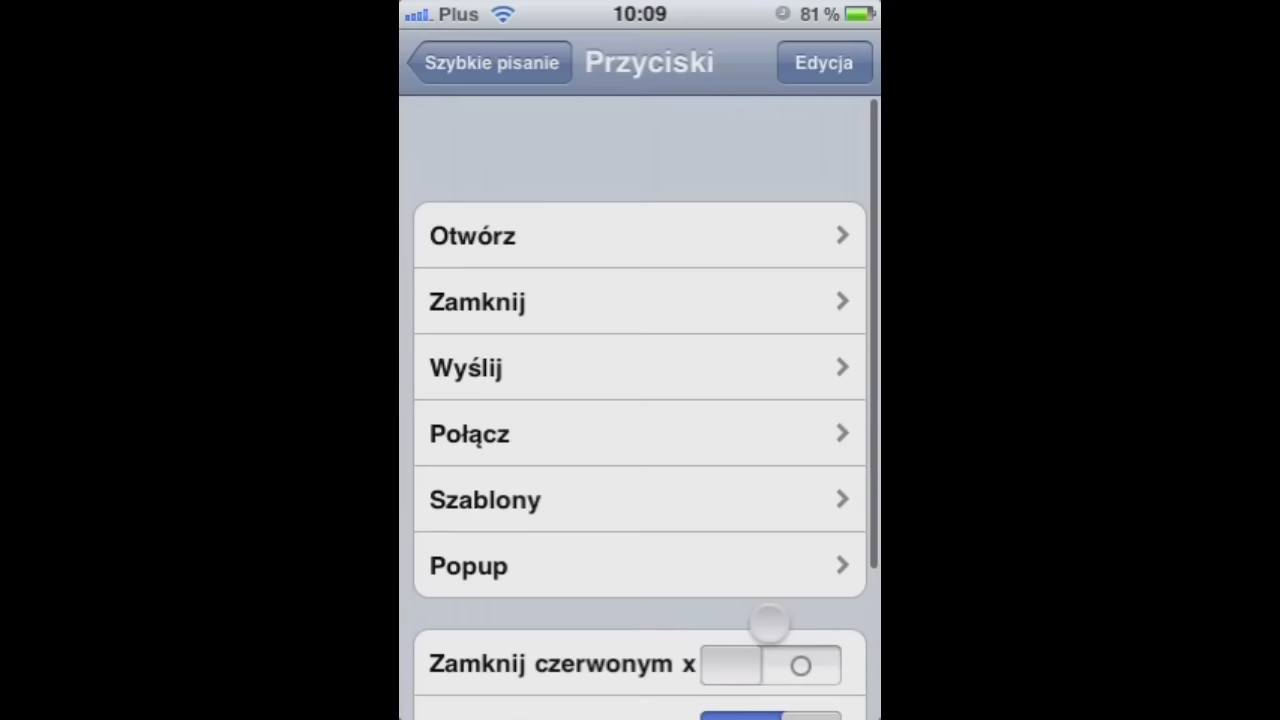 Plus 10:09 81 %
Szybkie pisanie Przyciski Edycja
Otwórz
Zamknij
Wyślij
Połącz
Szablony
Popup
Zamknij czerwonym x